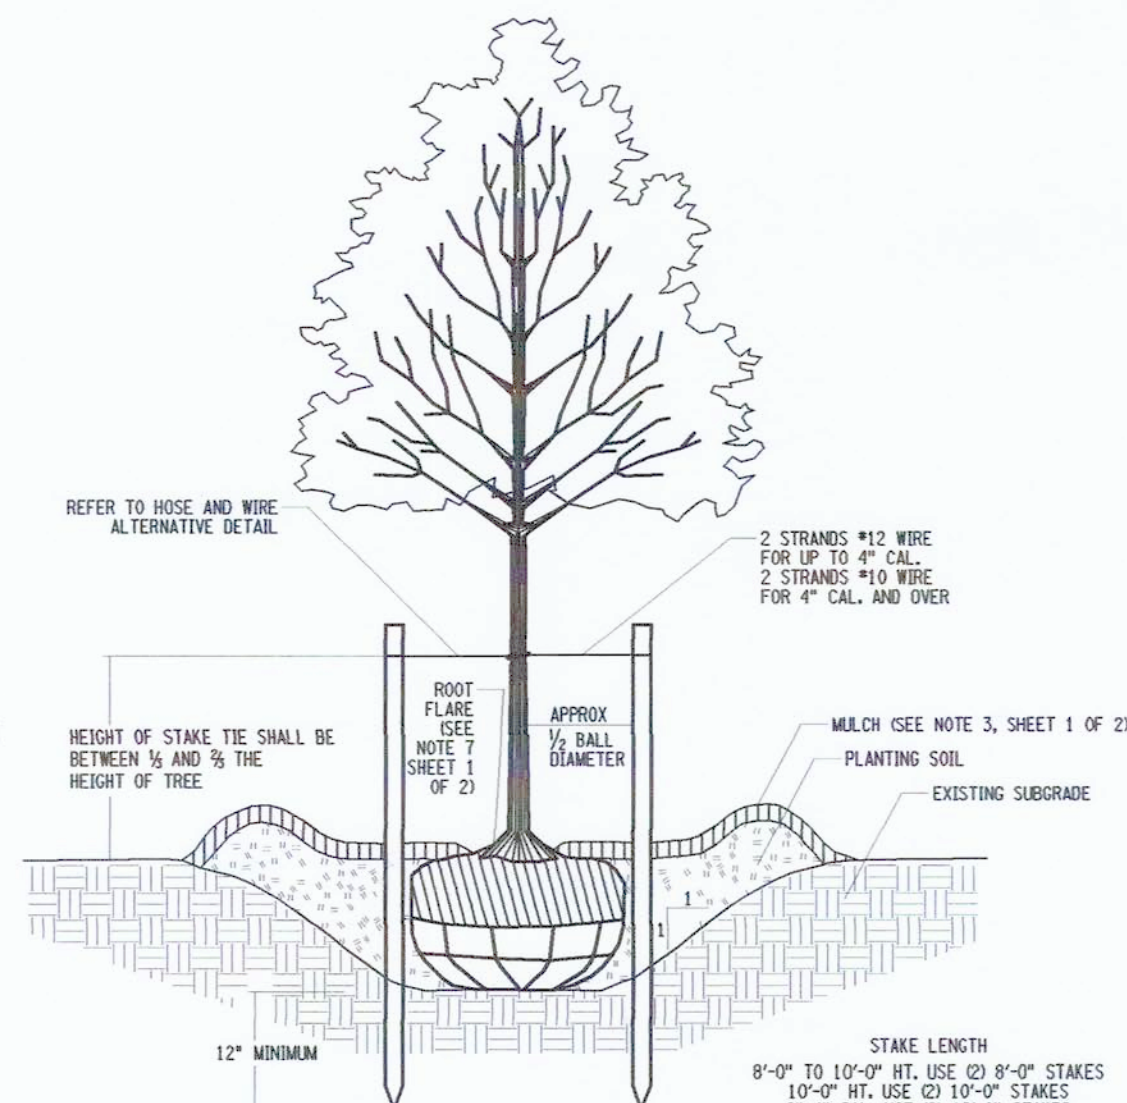 REFER TO HOSE AND WIRE
ALTERNATIVE DETAIL
2 STRANDS #12 WIRE
FOR UP TO 4" CAL.
2 STRANDS #10 WIRE
FOR 4" CAL. AND OVER
ROOT
FLARE
(SEE
NOTE 7
SHEET 1
OF 2)
APPROX
½ BALL
DIAMETER
HEIGHT OF STAKE TIE SHALL BE
BETWEEN ⅓ AND ⅔ THE
HEIGHT OF TREE
MULCH (SEE NOTE 3, SHEET 1 OF 2)
PLANTING SOIL
EXISTING SUBGRADE
1
1
12" MINIMUM
STAKE LENGTH
8'-0" TO 10'-0" HT. USE (2) 8'-0" STAKES
10'-0" HT. USE (2) 10'-0" STAKES